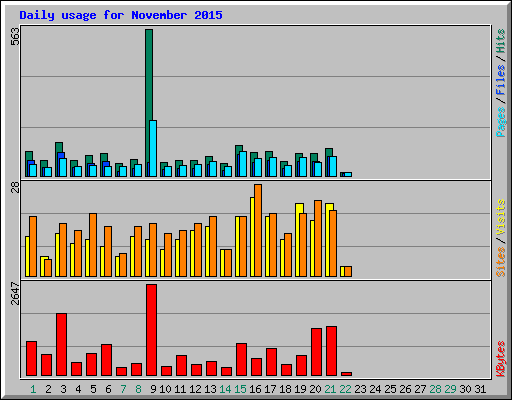 Daily usage for November 2015
563
Pages / Files / Hits
28
Sites / Visits
2647
KBytes
1 2 3 4 5 6 7 8 9 10 11 12 13 14 15 16 17 18 19 20 21 22 23 24 25 26 27 28 29 30 31